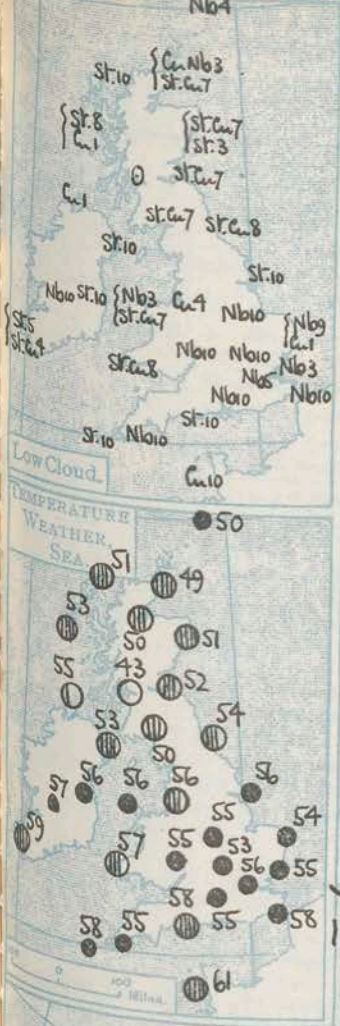 Nb4
St.10 { Cu Nb3
St.Cu7
{ St.8
Cu1
{ St.Cu7
St.3
0 St.Cu7
Cu1
St.Cu7 St.Cu8
St.10
St.10
Nb10 St.10 { Nb3
St.Cu7
Cu4 Nb10
{ Nb9
Cu1
{ St.5
St.Cu4
St.Cu8 Nb10 Nb10 Nb3
Nb5
Nb10 Nb10
St.10
St.10 Nb10
Low Cloud.
Cu10
TEMPERATURE
WEATHER,
SEA.
50
51
49
53
50
51
55 43 52
53
50
54
57 56 56 56 56
59
55 54
57 55 53
56 55
58
55 58
58 55
0 100
Miles.
61